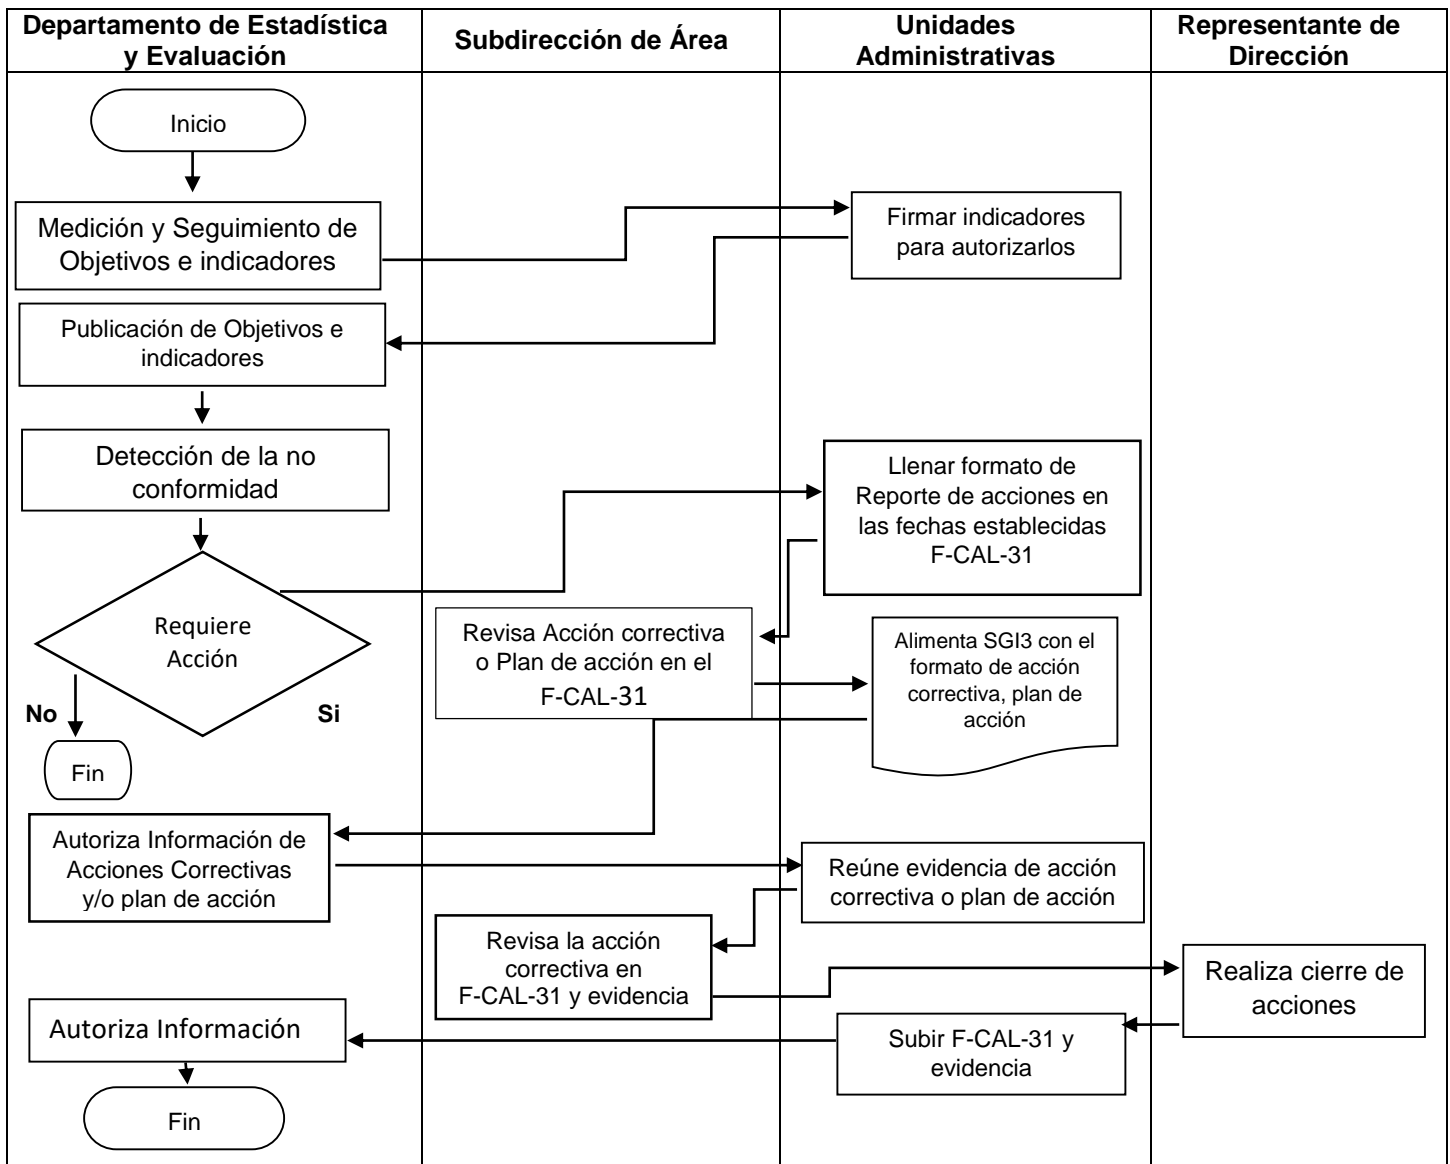 Departamento de Estadística
y Evaluación
Subdirección de Área
Unidades
Administrativas
Representante de
Dirección
Inicio
Medición y Seguimiento de
Objetivos e indicadores
Firmar indicadores
para autorizarlos
Publicación de Objetivos e
indicadores
Detección de la no
conformidad
Llenar formato de
Reporte de acciones en
las fechas establecidas
F-CAL-31
Requiere
Acción
No
Si
Fin
Revisa Acción correctiva
o Plan de acción en el
F-CAL-31
Alimenta SGI3 con el
formato de acción
correctiva, plan de
acción
Autoriza Información de
Acciones Correctivas
y/o plan de acción
Reúne evidencia de acción
correctiva o plan de acción
Revisa la acción
correctiva en
F-CAL-31 y evidencia
Realiza cierre de
acciones
Subir F-CAL-31 y
evidencia
Autoriza Información
Fin